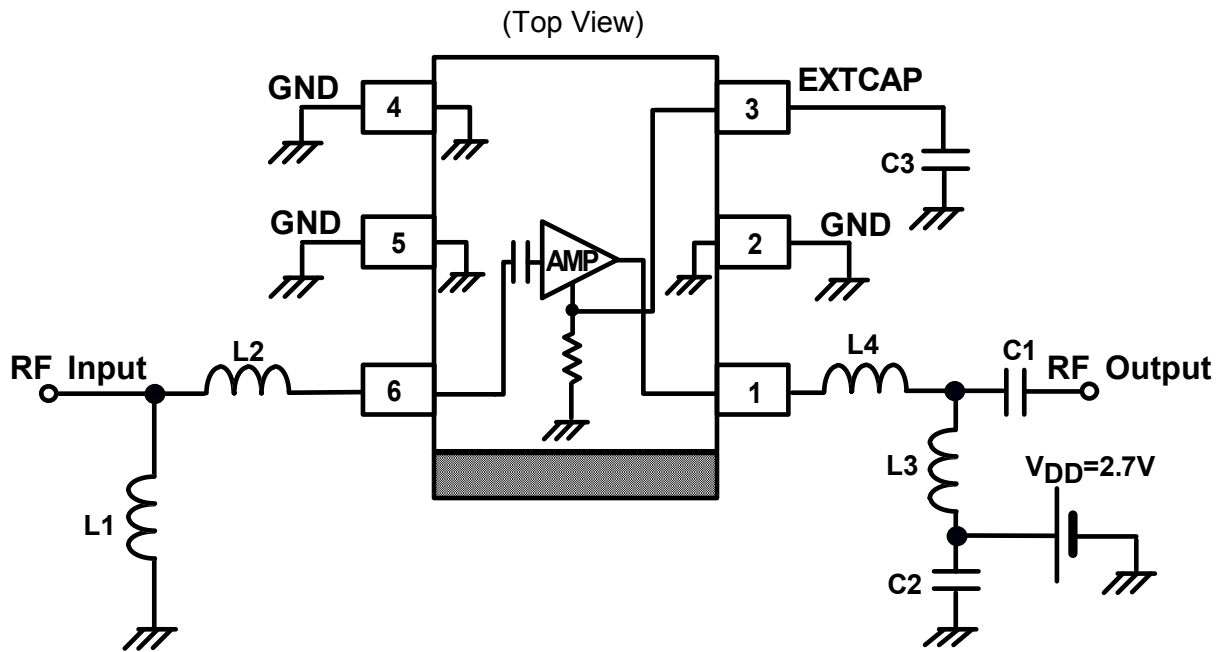 (Top View)
GND
4
3
EXTCAP
C3
GND
5
AMP
2
GND
RF Input
L2
6
1
L4
C1
RF Output
L1
L3
VDD=2.7V
C2